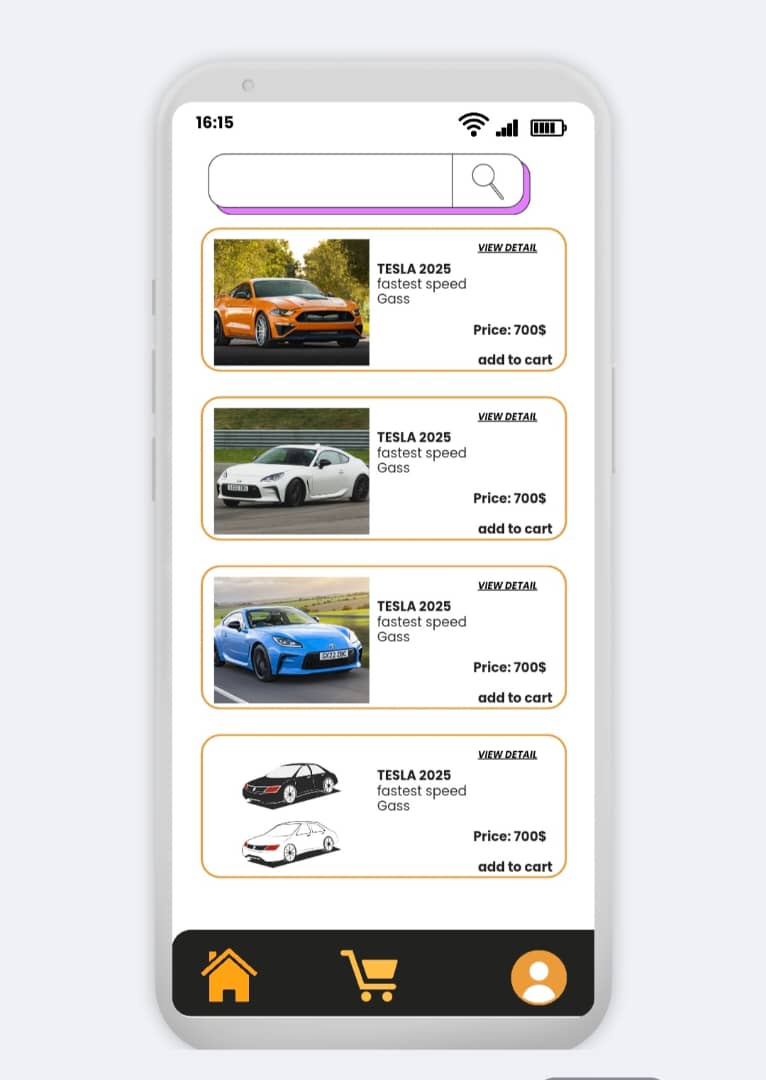 16:15
VIEW DETAIL
TESLA 2025
fastest speed
Gass
Price: 700$
add to cart
VIEW DETAIL
TESLA 2025
fastest speed
Gass
Price: 700$
add to cart
VIEW DETAIL
TESLA 2025
fastest speed
Gass
Price: 700$
add to cart
VIEW DETAIL
TESLA 2025
fastest speed
Gass
Price: 700$
add to cart